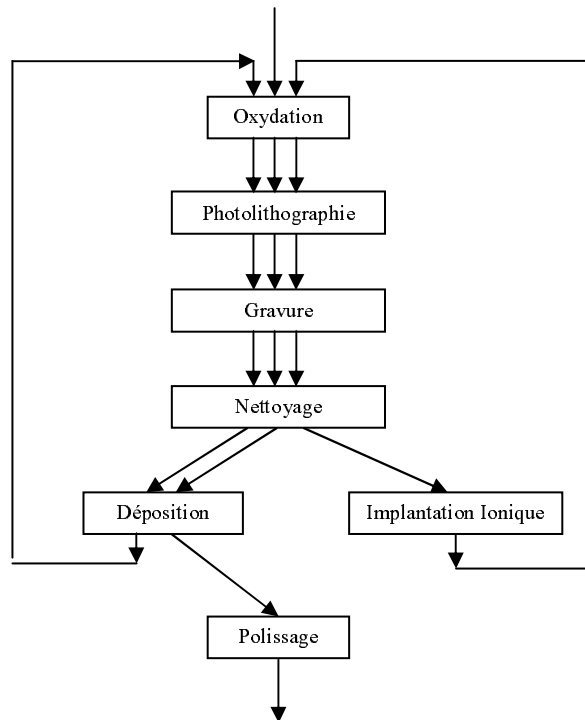 Oxydation
Photolithographie
Gravure
Nettoyage
Déposition
Implantation Ionique
Polissage